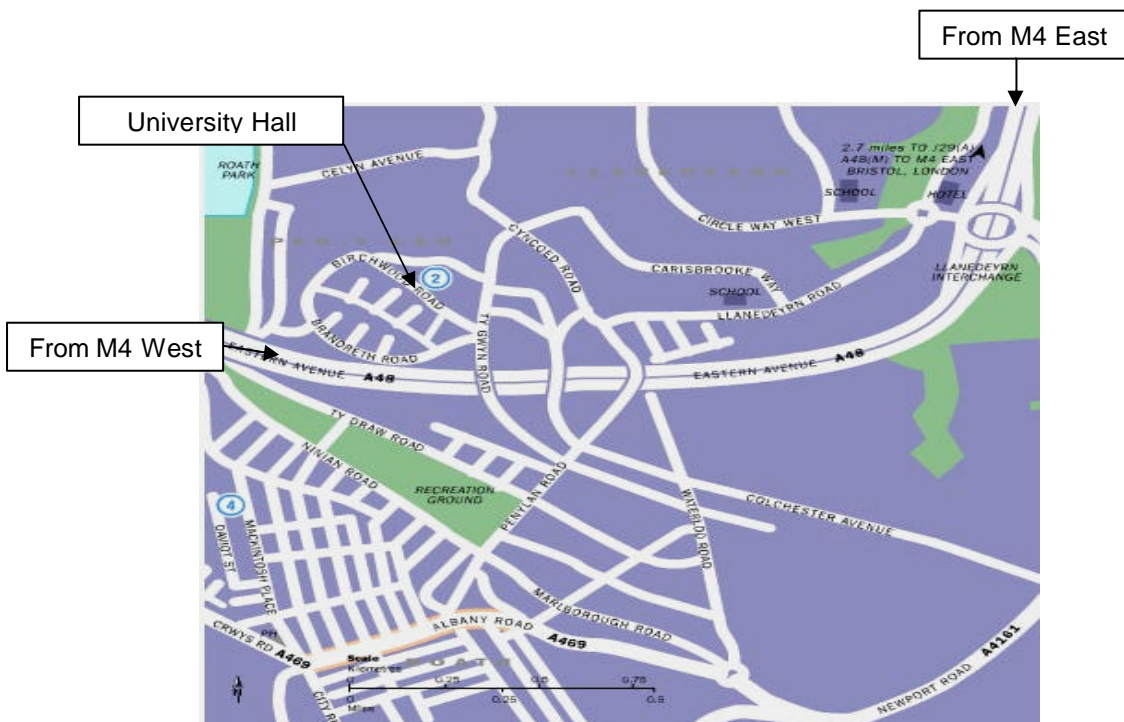 From M4 East
University Hall
From M4 West
ROATH
PARK
CELYN AVENUE
2.7 miles TO J29(A)
A48(M) TO M4 EAST
BRISTOL, LONDON
SCHOOL
HOTEL
CIRCLE WAY WEST
CYNCOED ROAD
BIRCHWOOD ROAD
2
CARISBROOKE WAY
SCHOOL
LLANEDEYRN ROAD
LLANEDEYRN
INTERCHANGE
BRANDRETH ROAD
TY GWYN ROAD
EASTERN AVENUE A48
EASTERN AVENUE A48
TY DRAW ROAD
NINIAN ROAD
RECREATION
GROUND
PENYLAN ROAD
WATERLOO ROAD
COLCHESTER AVENUE
4
DAVIOT ST
MACKINTOSH PLACE
MARLBOROUGH ROAD
ALBANY ROAD
A469
CRWYS RD A469
PH
CITY
NEWPORT ROAD A4161
N
Scale
Kilometres
0 0.25 0.5 0.75
0 0.25 0.5
Miles
ROATH